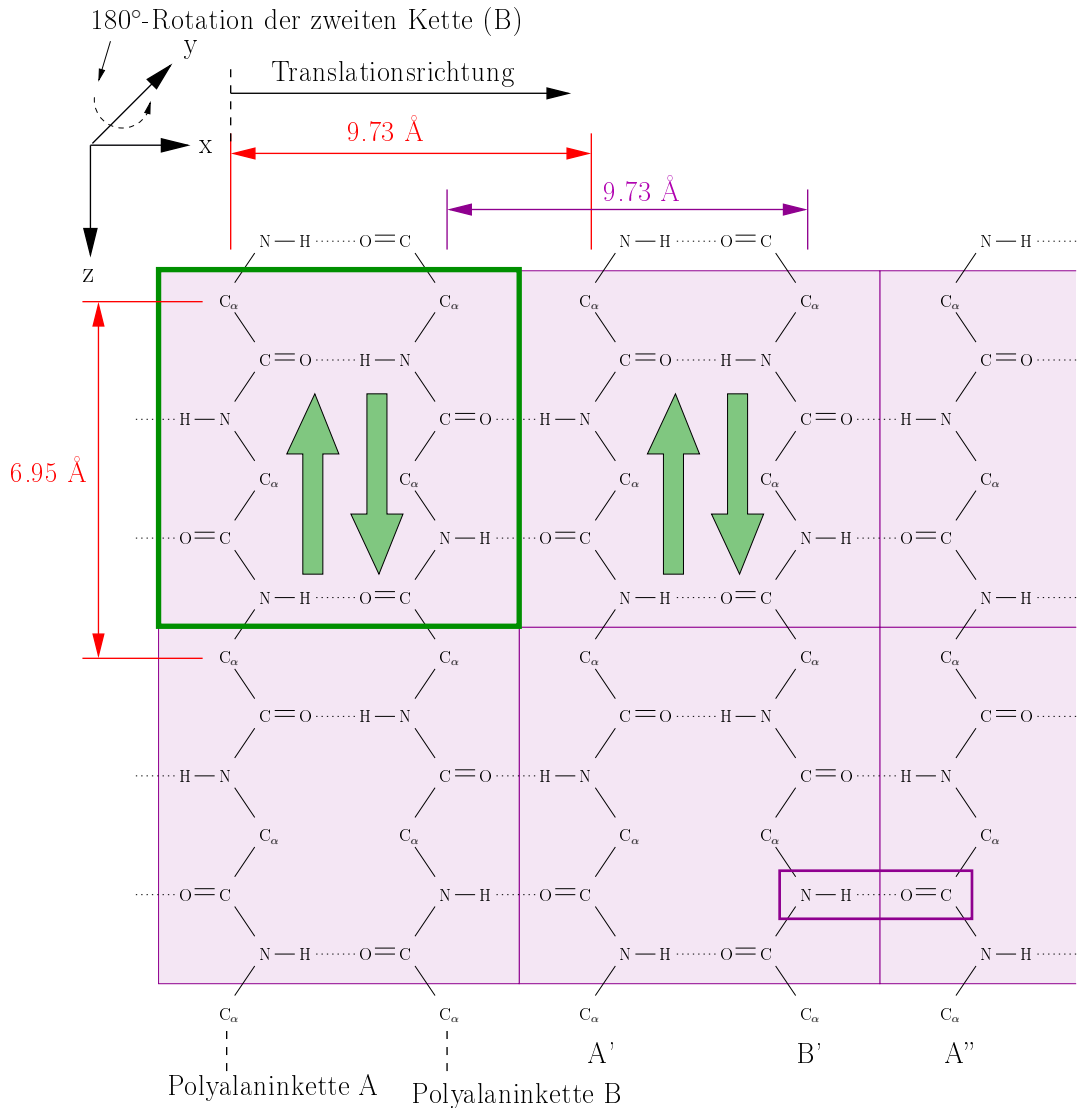 180°-Rotation der zweiten Kette (B)
y
Translationsrichtung
x
9.73 Å
9.73 Å
z
N H O C N H O C N H
Cα Cα Cα Cα Cα
C O H N C O H N C O
H N C O H N C O H N
6.95 Å
Cα Cα Cα Cα Cα
O C N H O C N H O C
N H O C N H O C N H
Cα Cα Cα Cα Cα
C O H N C O H N C O
H N C O H N C O H N
Cα Cα Cα Cα Cα
O C N H O C N H O C
N H O C N H O C N H
Cα Cα Cα Cα Cα
A' B' A''
Polyalaninkette A
Polyalaninkette B